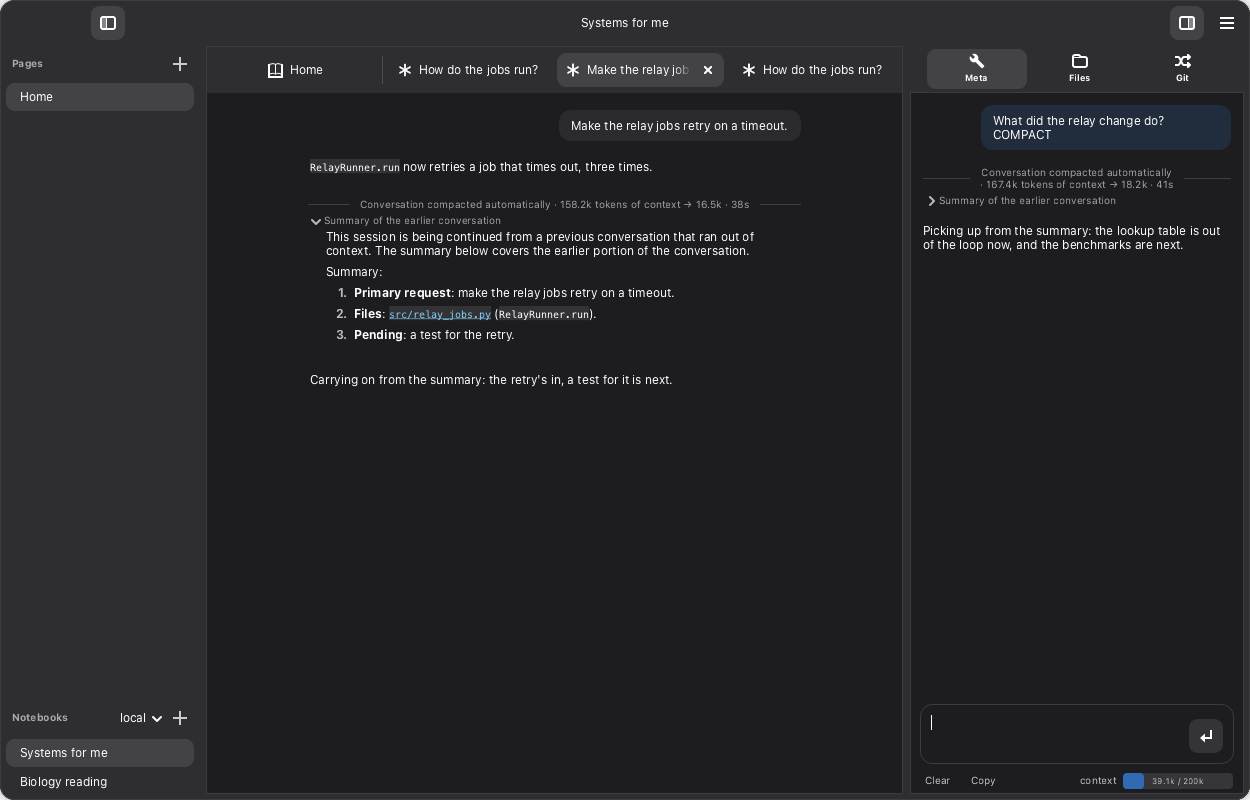 Systems for me
Pages
Home
Notebooks
local
Systems for me
Biology reading
Home
How do the jobs run?
Make the relay job
How do the jobs run?
Make the relay jobs retry on a timeout.
RelayRunner.run now retries a job that times out, three times.
Conversation compacted automatically · 158.2k tokens of context → 16.5k · 38s
Summary of the earlier conversation
This session is being continued from a previous conversation that ran out of
context. The summary below covers the earlier portion of the conversation.
Summary:
1. Primary request: make the relay jobs retry on a timeout.
2. Files: src/relay_jobs.py (RelayRunner.run).
3. Pending: a test for the retry.
Carrying on from the summary: the retry's in, a test for it is next.
Meta
Files
Git
What did the relay change do?
COMPACT
Conversation compacted automatically
· 167.4k tokens of context → 18.2k · 41s
Summary of the earlier conversation
Picking up from the summary: the lookup table is out
of the loop now, and the benchmarks are next.
Clear
Copy
context
39.1k / 200k